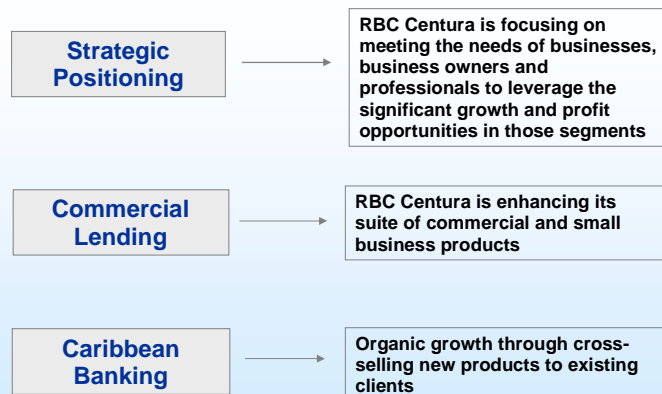 Strategic
Positioning
RBC Centura is focusing on
meeting the needs of businesses,
business owners and
professionals to leverage the
significant growth and profit
opportunities in those segments
Commercial
Lending
RBC Centura is enhancing its
suite of commercial and small
business products
Caribbean
Banking
Organic growth through cross-
selling new products to existing
clients